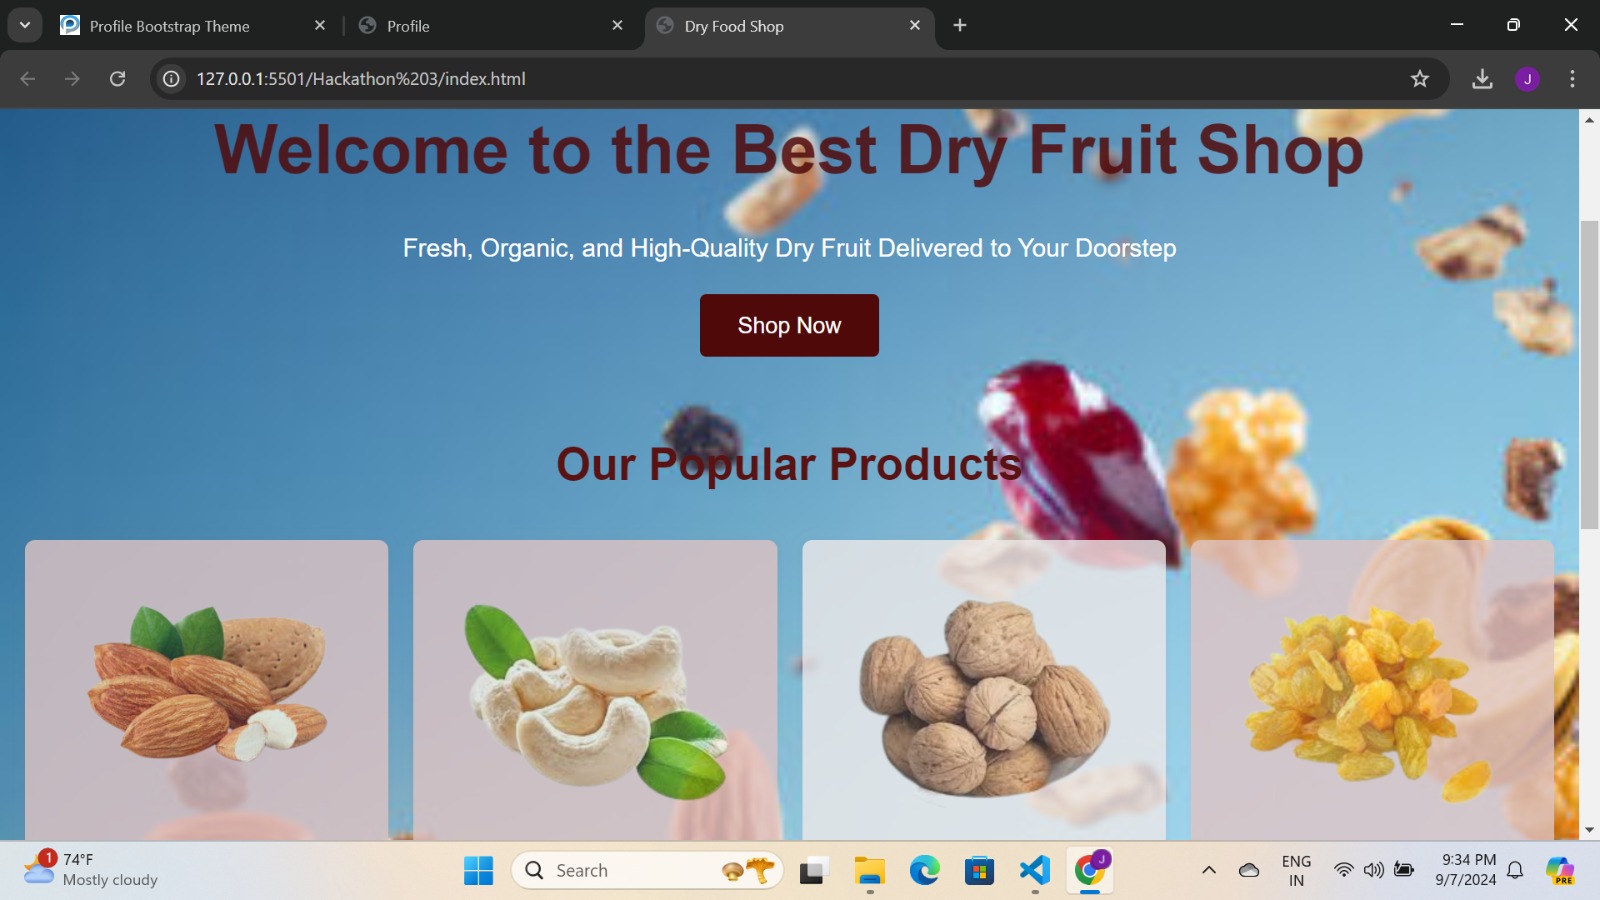 Profile Bootstrap Theme
Profile
Dry Food Shop
127.0.0.1:5501/Hackathon%203/index.html
J
Welcome to the Best Dry Fruit Shop
Fresh, Organic, and High-Quality Dry Fruit Delivered to Your Doorstep
Shop Now
Our Popular Products
1
74°F
Mostly cloudy
Search
J
ENG
IN
9:34 PM
9/7/2024
PRE